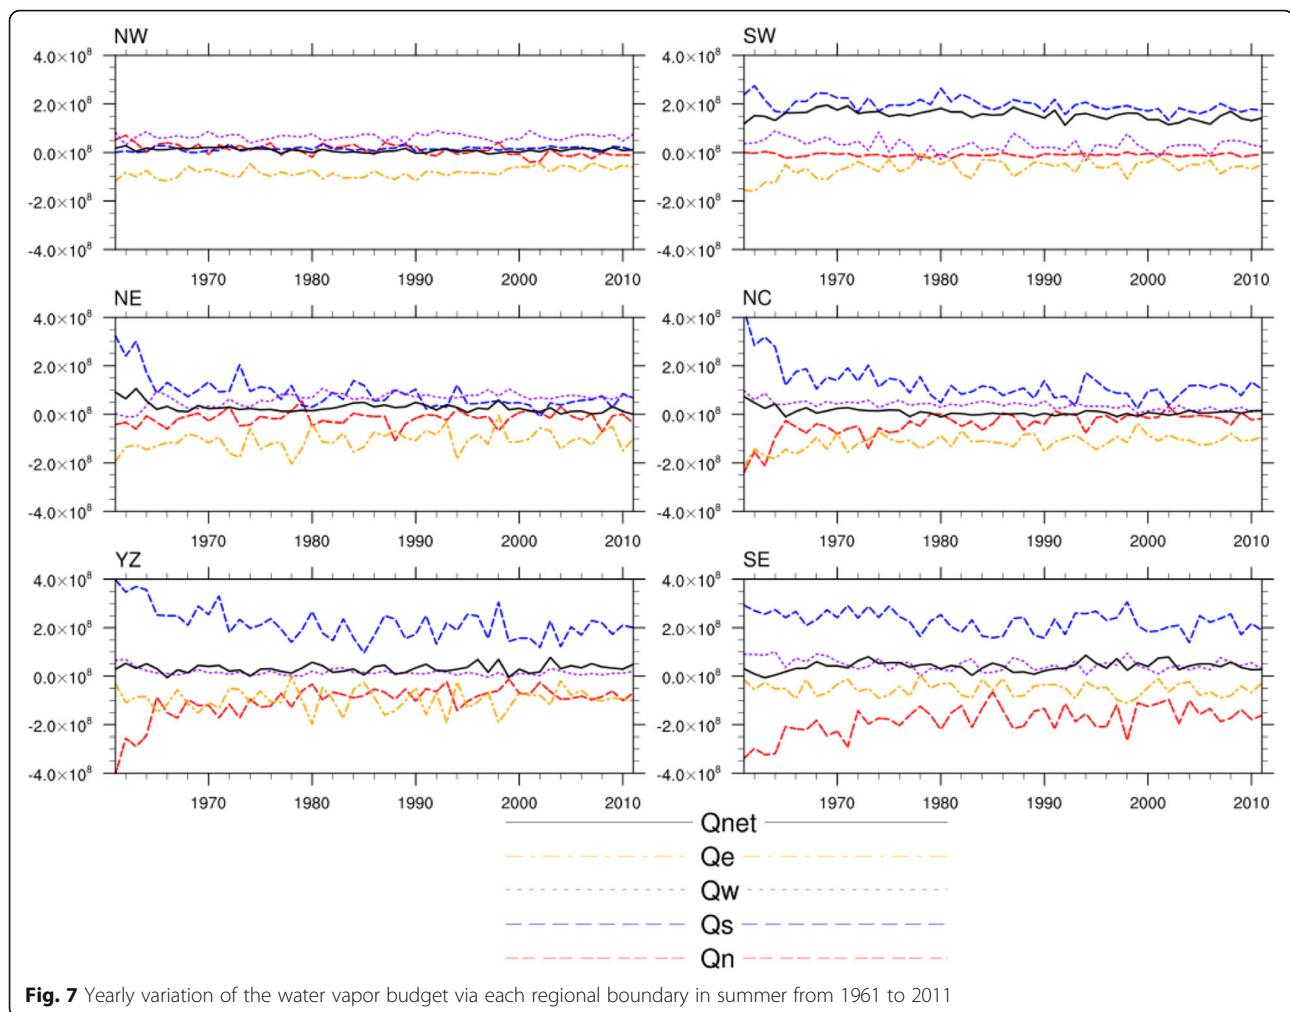 NW
4.0×10⁸
2.0×10⁸
0.0×10⁸
-2.0×10⁸
-4.0×10⁸
1970 1980 1990 2000 2010
SW
4.0×10⁸
2.0×10⁸
0.0×10⁸
-2.0×10⁸
-4.0×10⁸
1970 1980 1990 2000 2010
NE
4.0×10⁸
2.0×10⁸
0.0×10⁸
-2.0×10⁸
-4.0×10⁸
1970 1980 1990 2000 2010
NC
4.0×10⁸
2.0×10⁸
0.0×10⁸
-2.0×10⁸
-4.0×10⁸
1970 1980 1990 2000 2010
YZ
4.0×10⁸
2.0×10⁸
0.0×10⁸
-2.0×10⁸
-4.0×10⁸
1970 1980 1990 2000 2010
SE
4.0×10⁸
2.0×10⁸
0.0×10⁸
-2.0×10⁸
-4.0×10⁸
1970 1980 1990 2000 2010
Qnet
Qe
Qw
Qs
Qn
Fig. 7 Yearly variation of the water vapor budget via each regional boundary in summer from 1961 to 2011